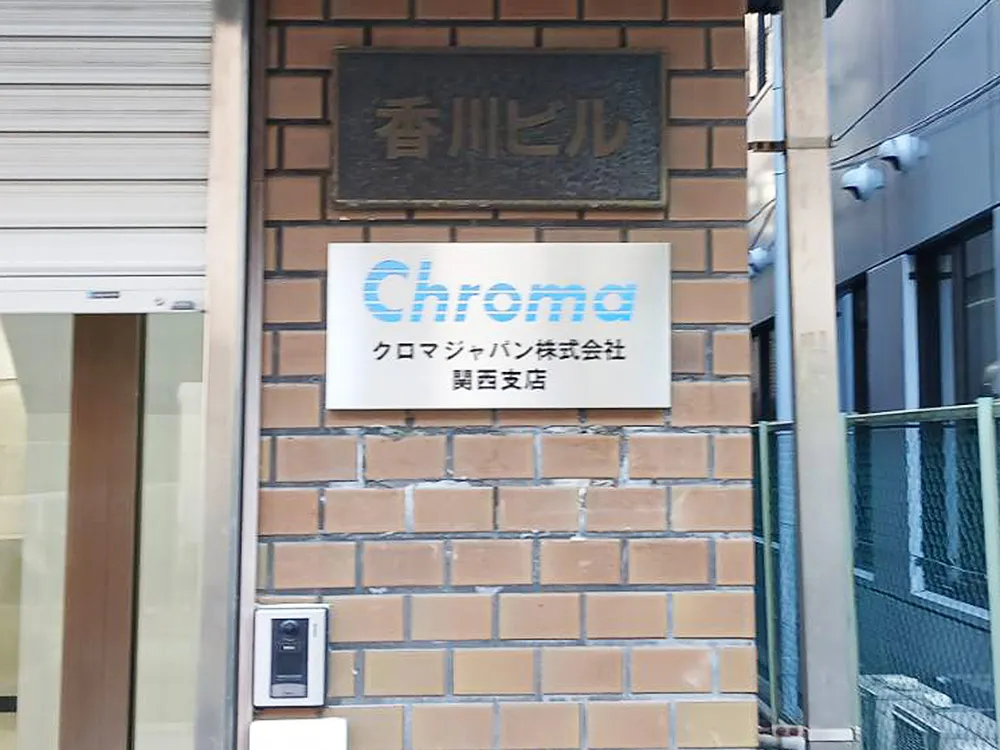 香川ビル
Chroma
クロマジャパン株式会社
関西支店